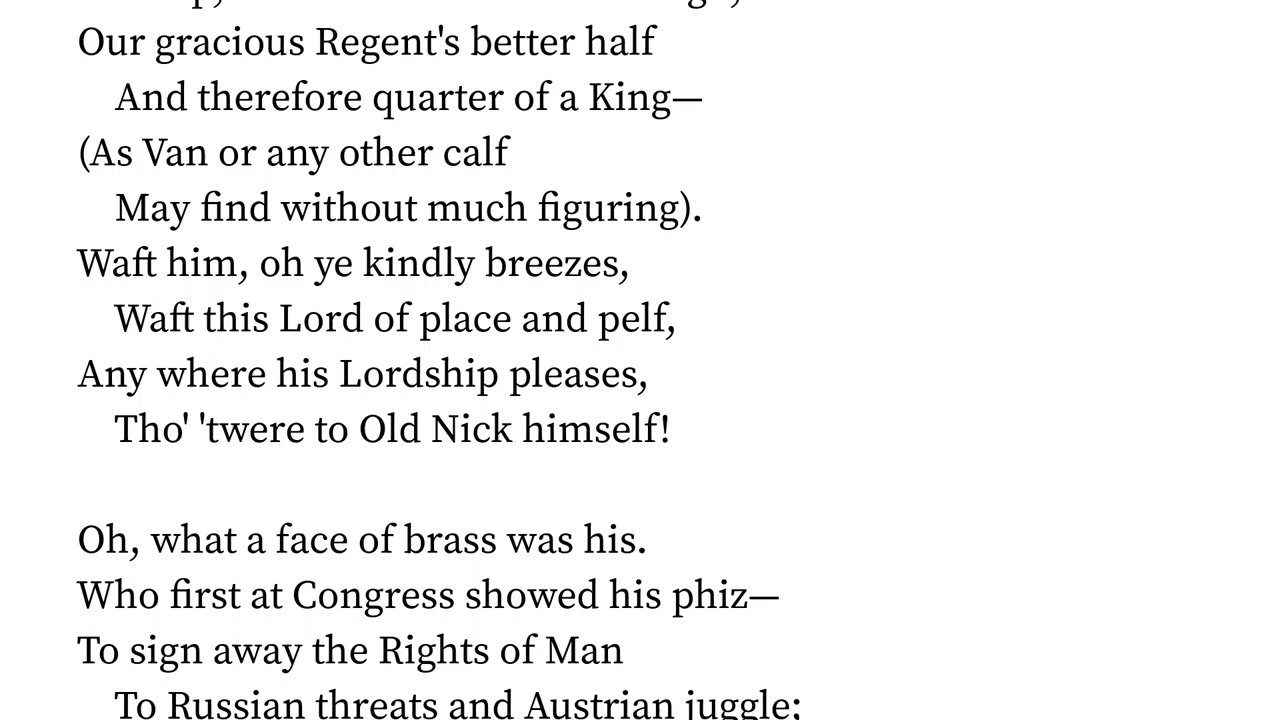 Our gracious Regent's better half
And therefore quarter of a King—
(As Van or any other calf
May find without much figuring).
Waft him, oh ye kindly breezes,
Waft this Lord of place and pelf,
Any where his Lordship pleases,
Tho' 'twere to Old Nick himself!

Oh, what a face of brass was his.
Who first at Congress showed his phiz—
To sign away the Rights of Man
To Russian threats and Austrian juggle;